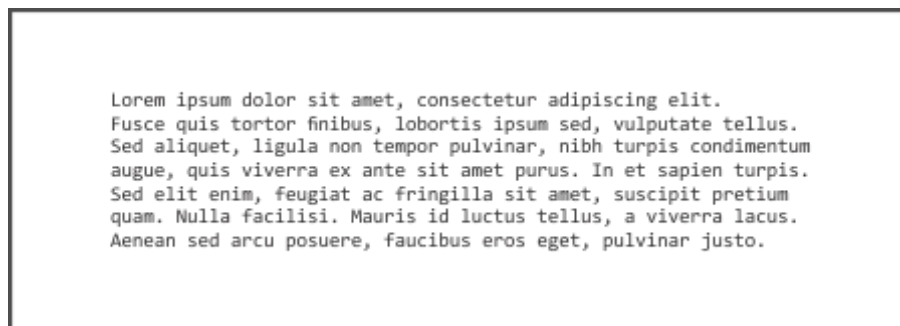 Lorem ipsum dolor sit amet, consectetur adipiscing elit.
Fusce quis tortor finibus, lobortis ipsum sed, vulputate tellus.
Sed aliquet, ligula non tempor pulvinar, nibh turpis condimentum
augue, quis viverra ex ante sit amet purus. In et sapien turpis.
Sed elit enim, feugiat ac fringilla sit amet, suscipit pretium
quam. Nulla facilisi. Mauris id luctus tellus, a viverra lacus.
Aenean sed arcu posuere, faucibus eros eget, pulvinar justo.